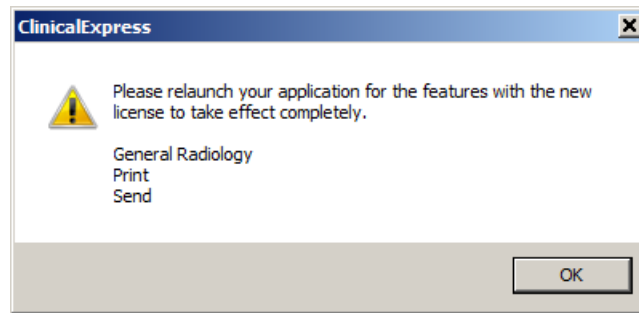 ClinicalExpress
Please relaunch your application for the features with the new
license to take effect completely.
General Radiology
Print
Send
OK